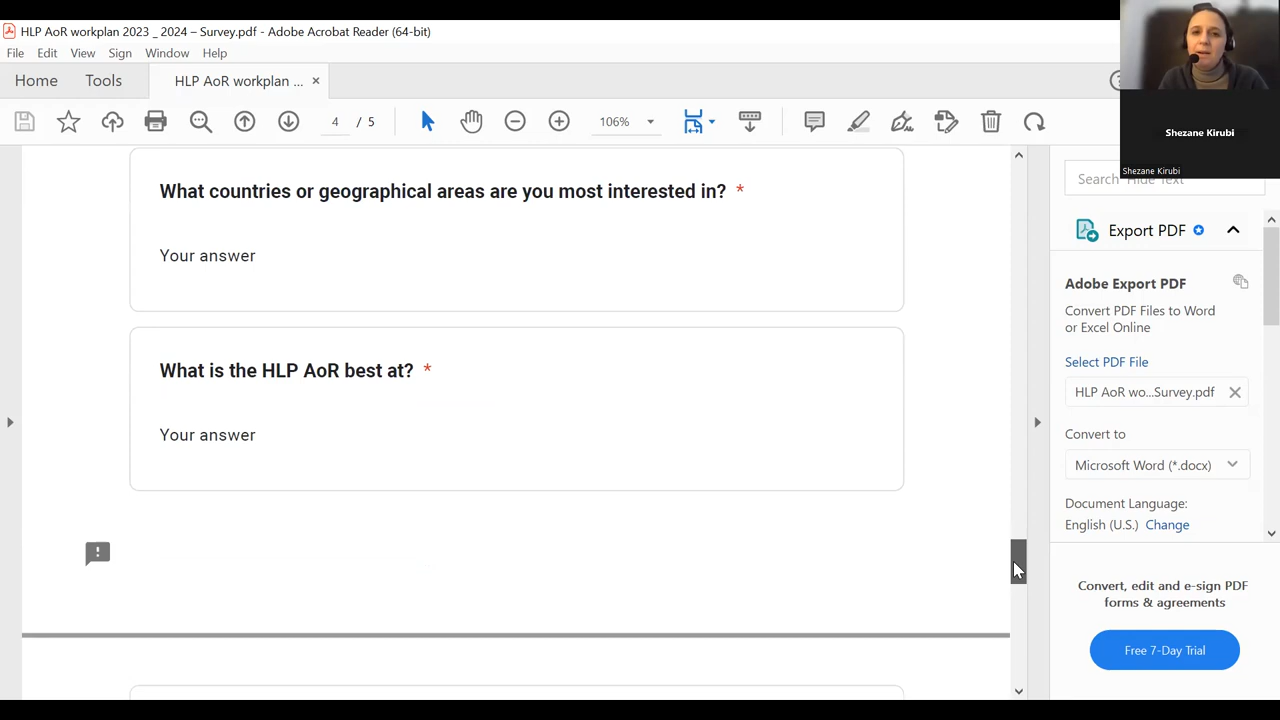 HLP AoR workplan 2023 _ 2024 – Survey.pdf - Adobe Acrobat Reader (64-bit)
File Edit View Sign Window Help
Home Tools HLP AoR workplan ... ×
4 / 5 106%
Shezane Kirubi
Shezane Kirubi
What countries or geographical areas are you most interested in? *
Your answer
What is the HLP AoR best at? *
Your answer
Export PDF
Adobe Export PDF
Convert PDF Files to Word
or Excel Online
Select PDF File
HLP AoR wo...Survey.pdf
Convert to
Microsoft Word (*.docx)
Document Language:
English (U.S.) Change
Convert, edit and e-sign PDF
forms & agreements
Free 7-Day Trial